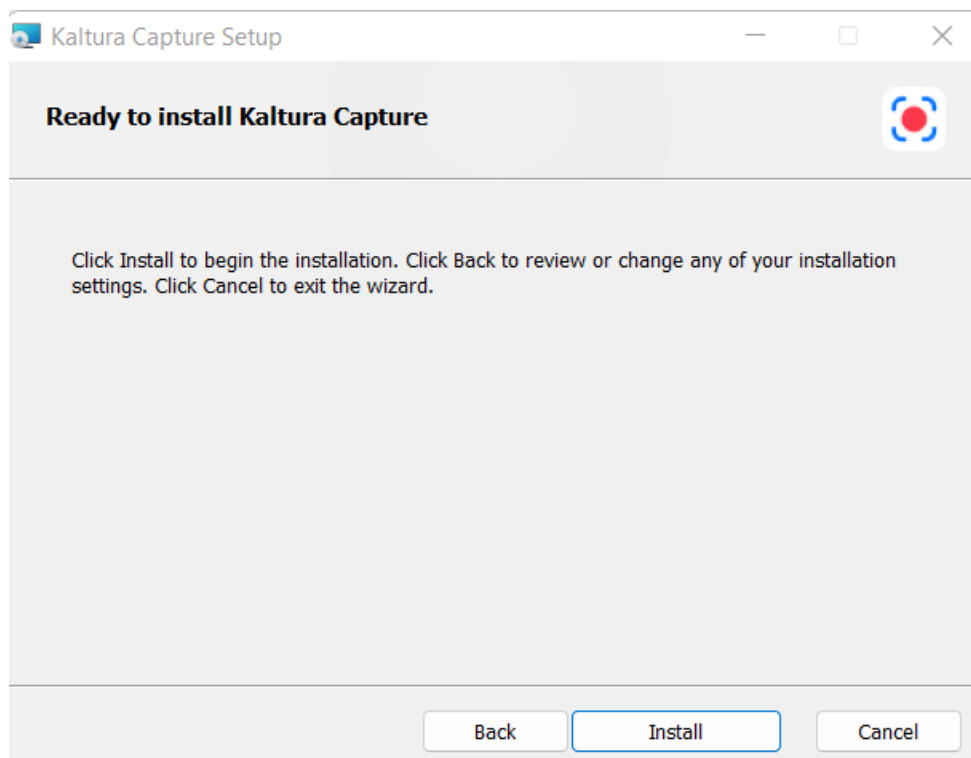 Kaltura Capture Setup
Ready to install Kaltura Capture
Click Install to begin the installation. Click Back to review or change any of your installation
settings. Click Cancel to exit the wizard.
Back Install Cancel